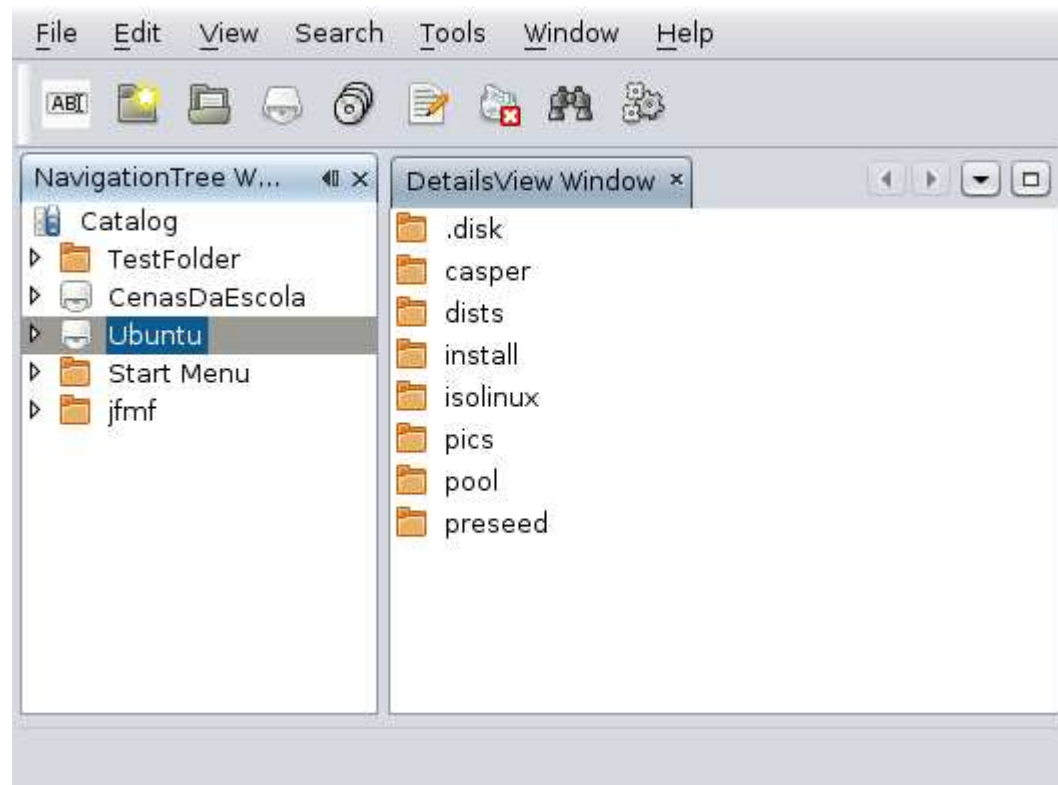 File Edit View Search Tools Window Help
ABI
NavigationTree W...
Catalog
TestFolder
CenasDaEscola
Ubuntu
Start Menu
jfmf
DetailsView Window
.disk
casper
dists
install
isolinux
pics
pool
preseed